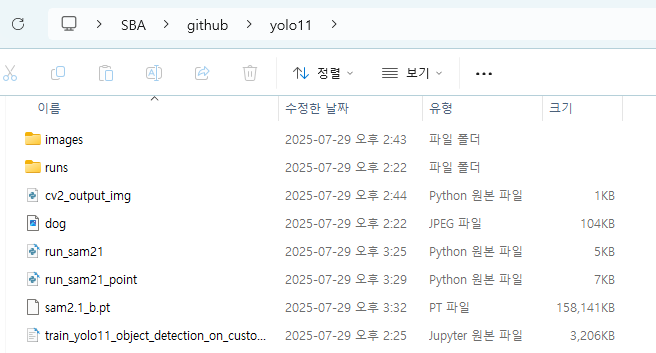 SBA > github > yolo11 >
정렬 보기 ...
이름 수정한 날짜 유형 크기
images 2025-07-29 오후 2:43 파일 폴더
runs 2025-07-29 오후 2:22 파일 폴더
cv2_output_img 2025-07-29 오후 2:44 Python 원본 파일 1KB
dog 2025-07-29 오후 2:22 JPEG 파일 104KB
run_sam21 2025-07-29 오후 3:25 Python 원본 파일 5KB
run_sam21_point 2025-07-29 오후 3:29 Python 원본 파일 7KB
sam2.1_b.pt 2025-07-29 오후 3:32 PT 파일 158,141KB
train_yolo11_object_detection_on_custo... 2025-07-29 오후 2:25 Jupyter 원본 파일 3,206KB